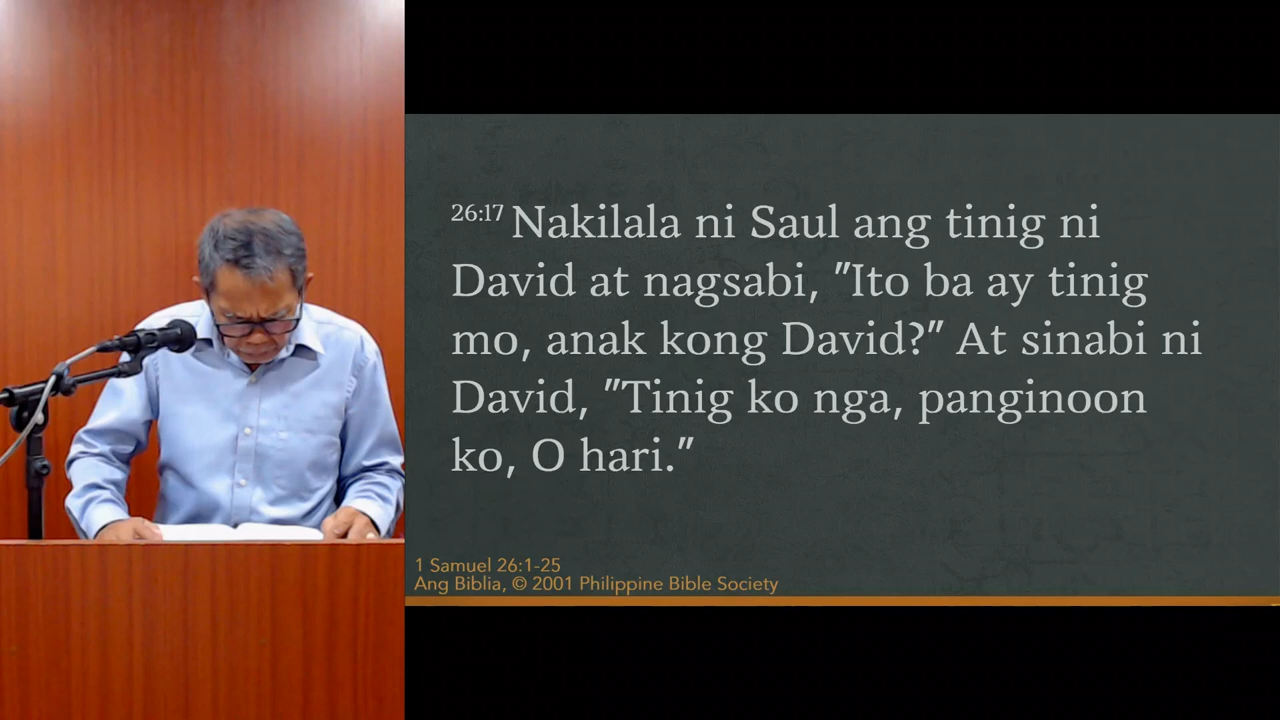 26:17 Nakilala ni Saul ang tinig ni
David at nagsabi, "Ito ba ay tinig
mo, anak kong David?" At sinabi ni
David, "Tinig ko nga, panginoon
ko, O hari."
1 Samuel 26:1-25
Ang Biblia, © 2001 Philippine Bible Society